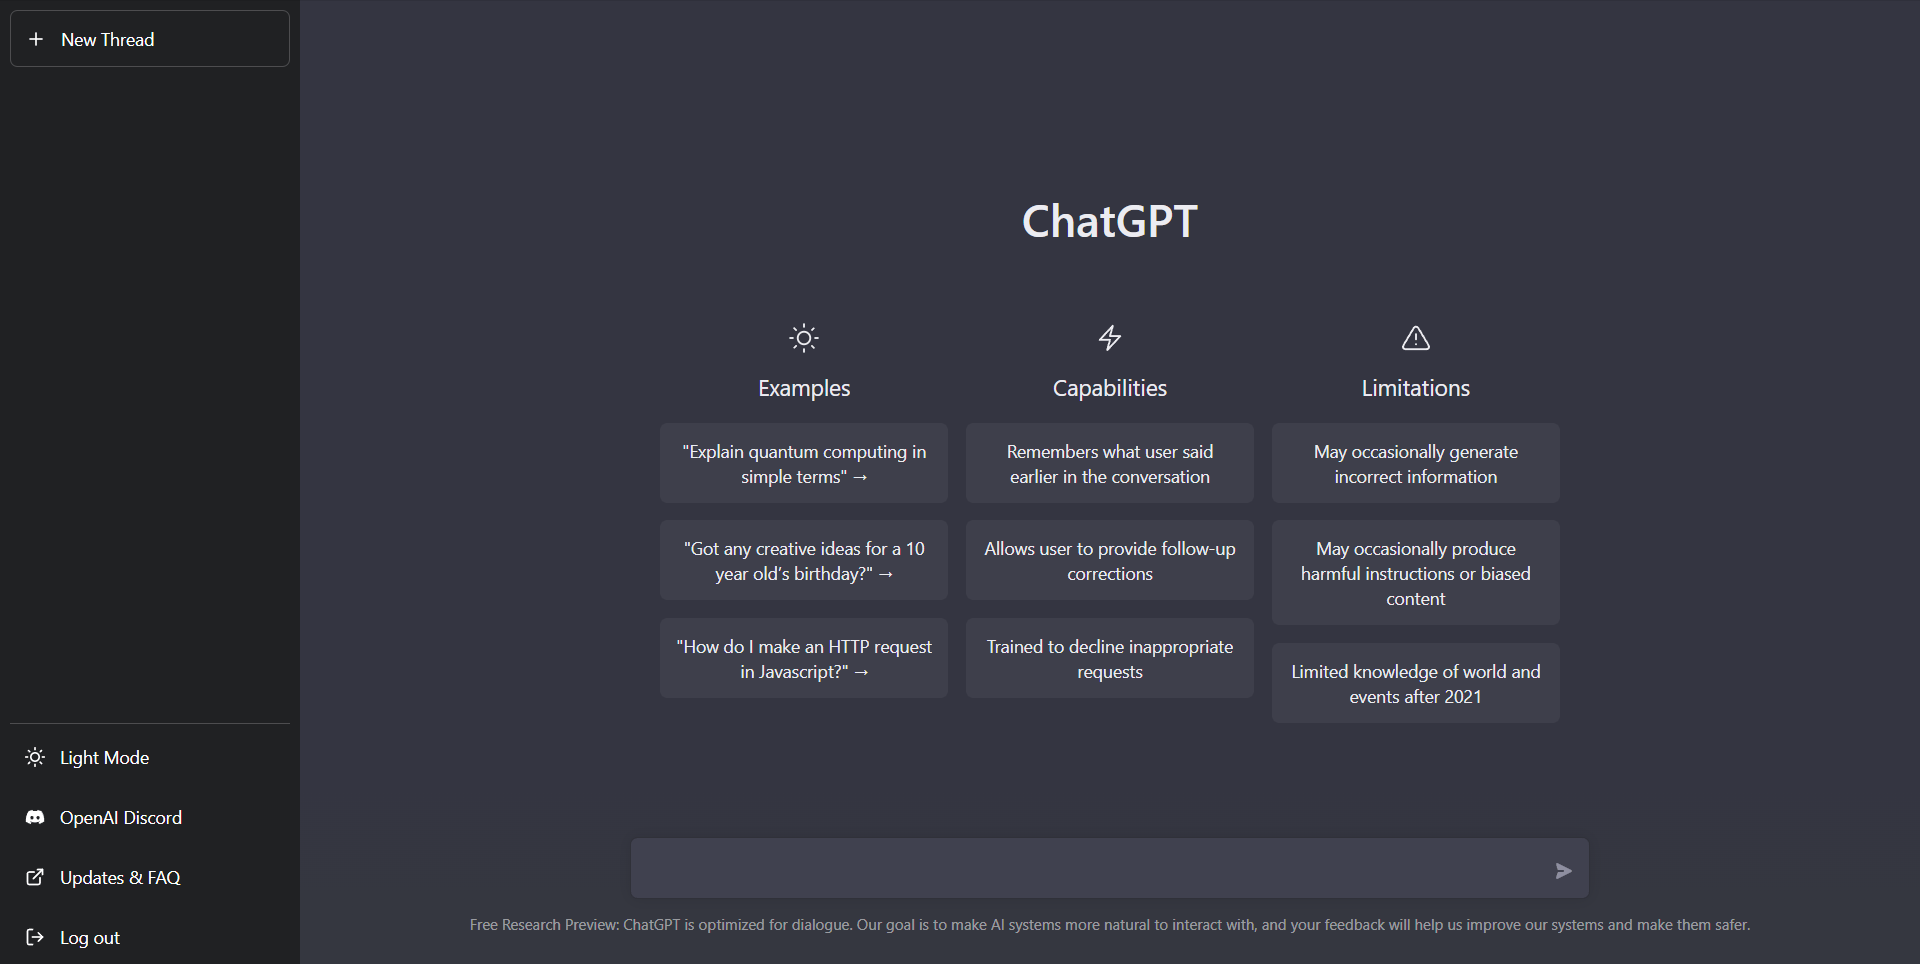 New Thread
ChatGPT
Examples
"Explain quantum computing in
simple terms" →
"Got any creative ideas for a 10
year old’s birthday?" →
"How do I make an HTTP request
in Javascript?" →
Capabilities
Remembers what user said
earlier in the conversation
Allows user to provide follow-up
corrections
Trained to decline inappropriate
requests
Limitations
May occasionally generate
incorrect information
May occasionally produce
harmful instructions or biased
content
Limited knowledge of world and
events after 2021
Light Mode
OpenAI Discord
Updates & FAQ
Log out
Free Research Preview: ChatGPT is optimized for dialogue. Our goal is to make AI systems more natural to interact with, and your feedback will help us improve our systems and make them safer.